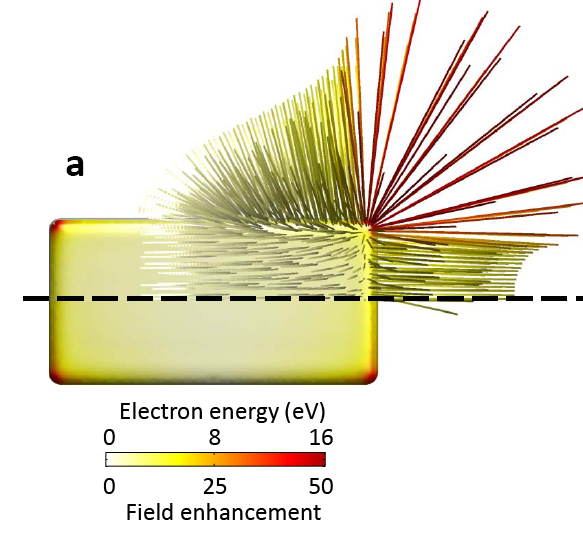 a
Electron energy (eV)
0 8 16
0 25 50
Field enhancement